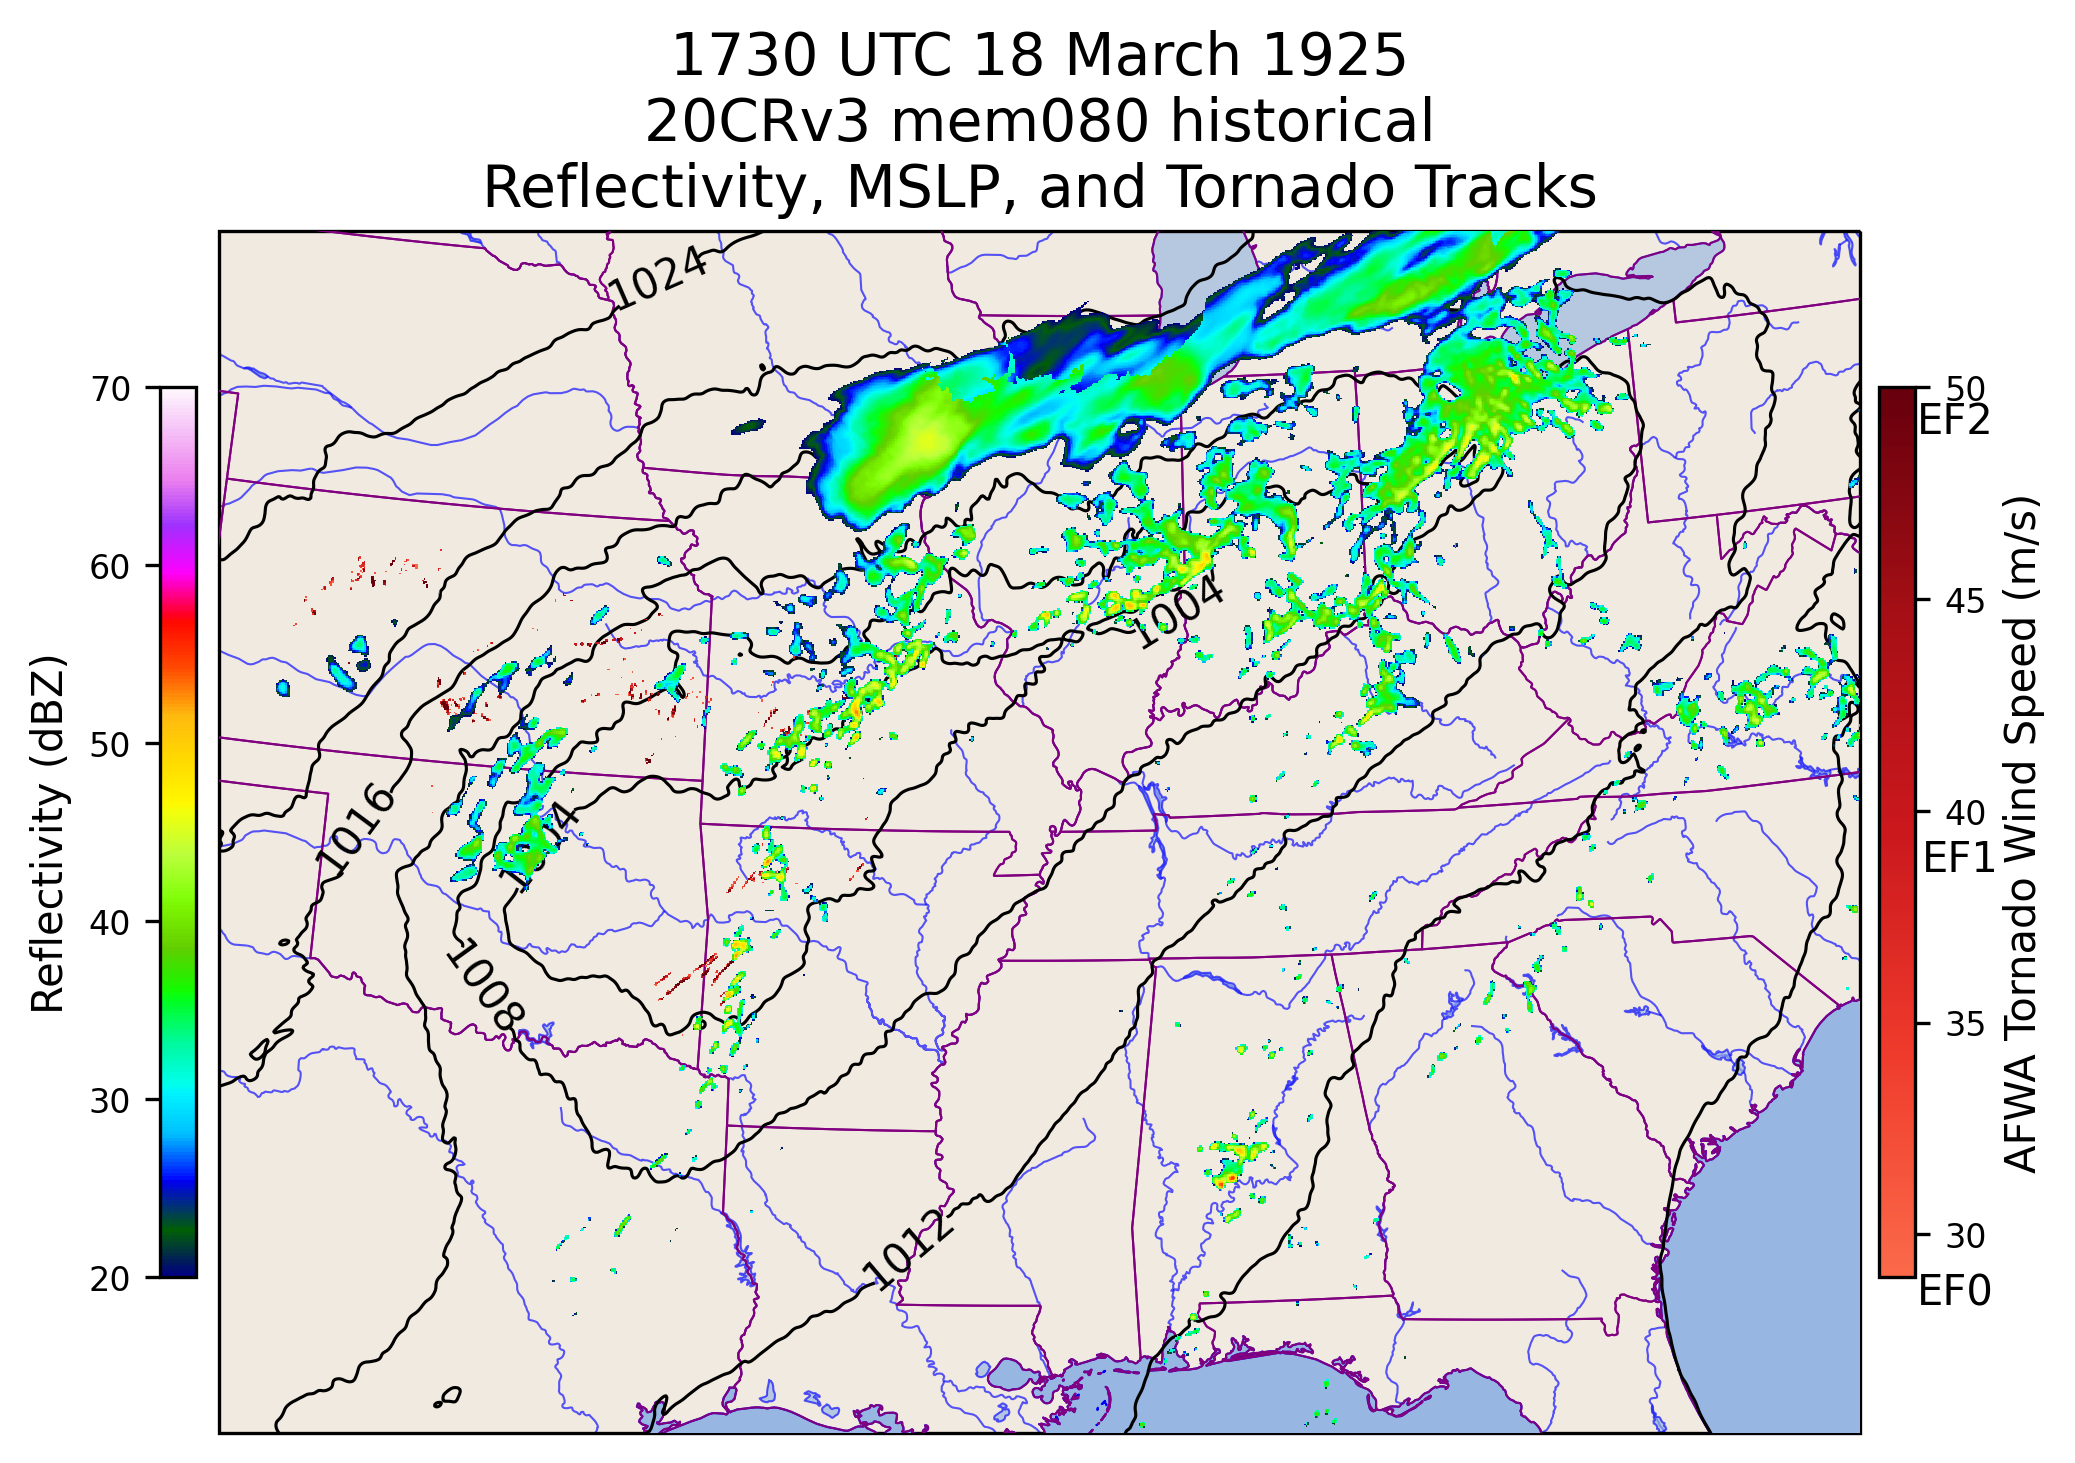 1730 UTC 18 March 1925
20CRv3 mem080 historical
Reflectivity, MSLP, and Tornado Tracks
Reflectivity (dBZ)
70
60
50
40
30
20
1024
1004
1016
1008
1012
50
EF2
45
40
EF1
35
30
EF0
AFWA Tornado Wind Speed (m/s)